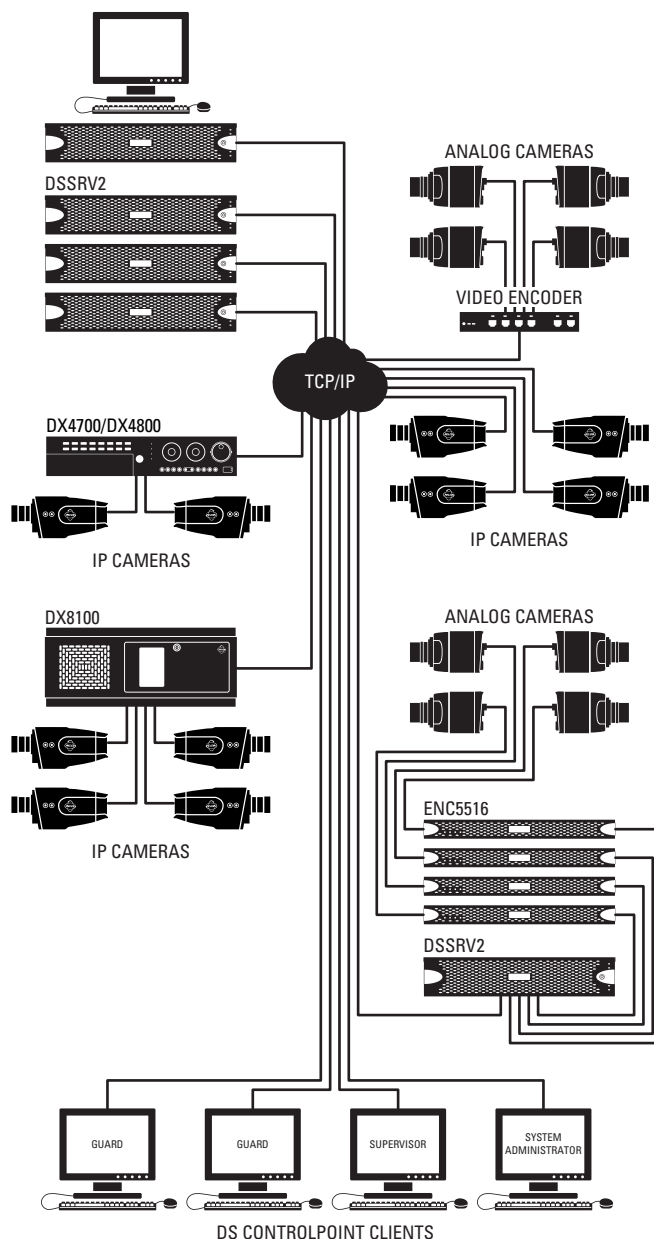 DSSRV2
ANALOG CAMERAS
VIDEO ENCODER
TCP/IP
DX4700/DX4800
IP CAMERAS
IP CAMERAS
DX8100
IP CAMERAS
ANALOG CAMERAS
ENC5516
DSSRV2
GUARD
GUARD
SUPERVISOR
SYSTEM
ADMINISTRATOR
DS CONTROLPOINT CLIENTS